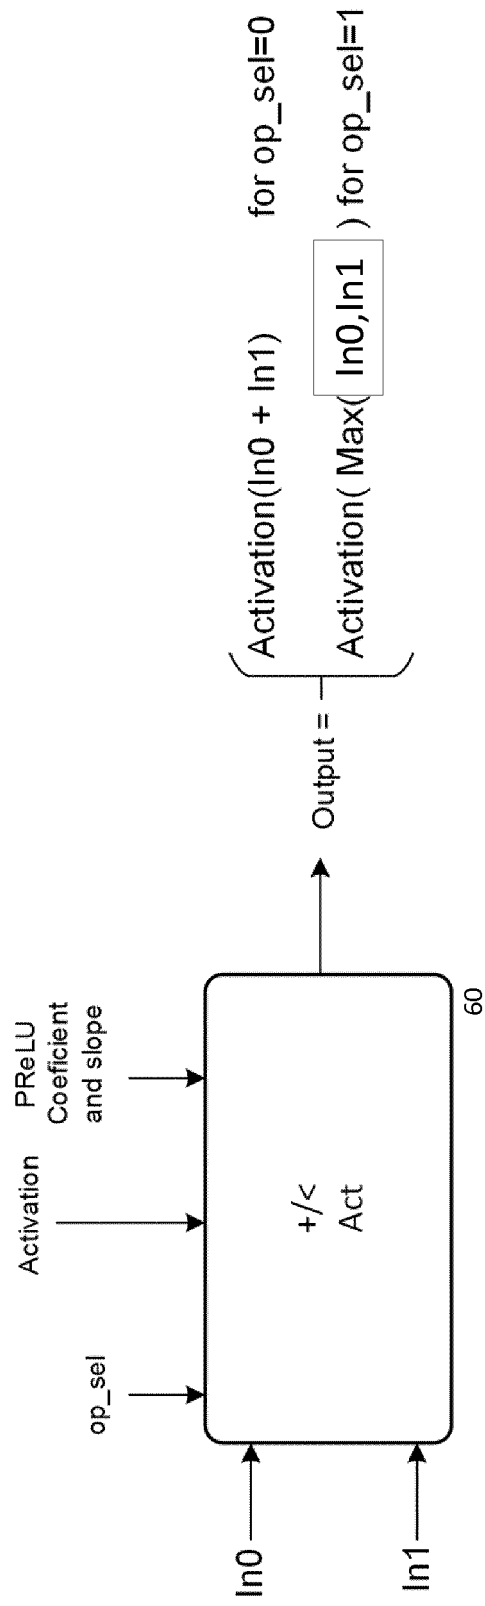 op_sel
Activation
PReLU
Coeficient
and slope
In0
In1
+/<
Act
60
Output =
Activation(In0 + In1) for op_sel=0
Activation( Max( In0,In1 ) for op_sel=1